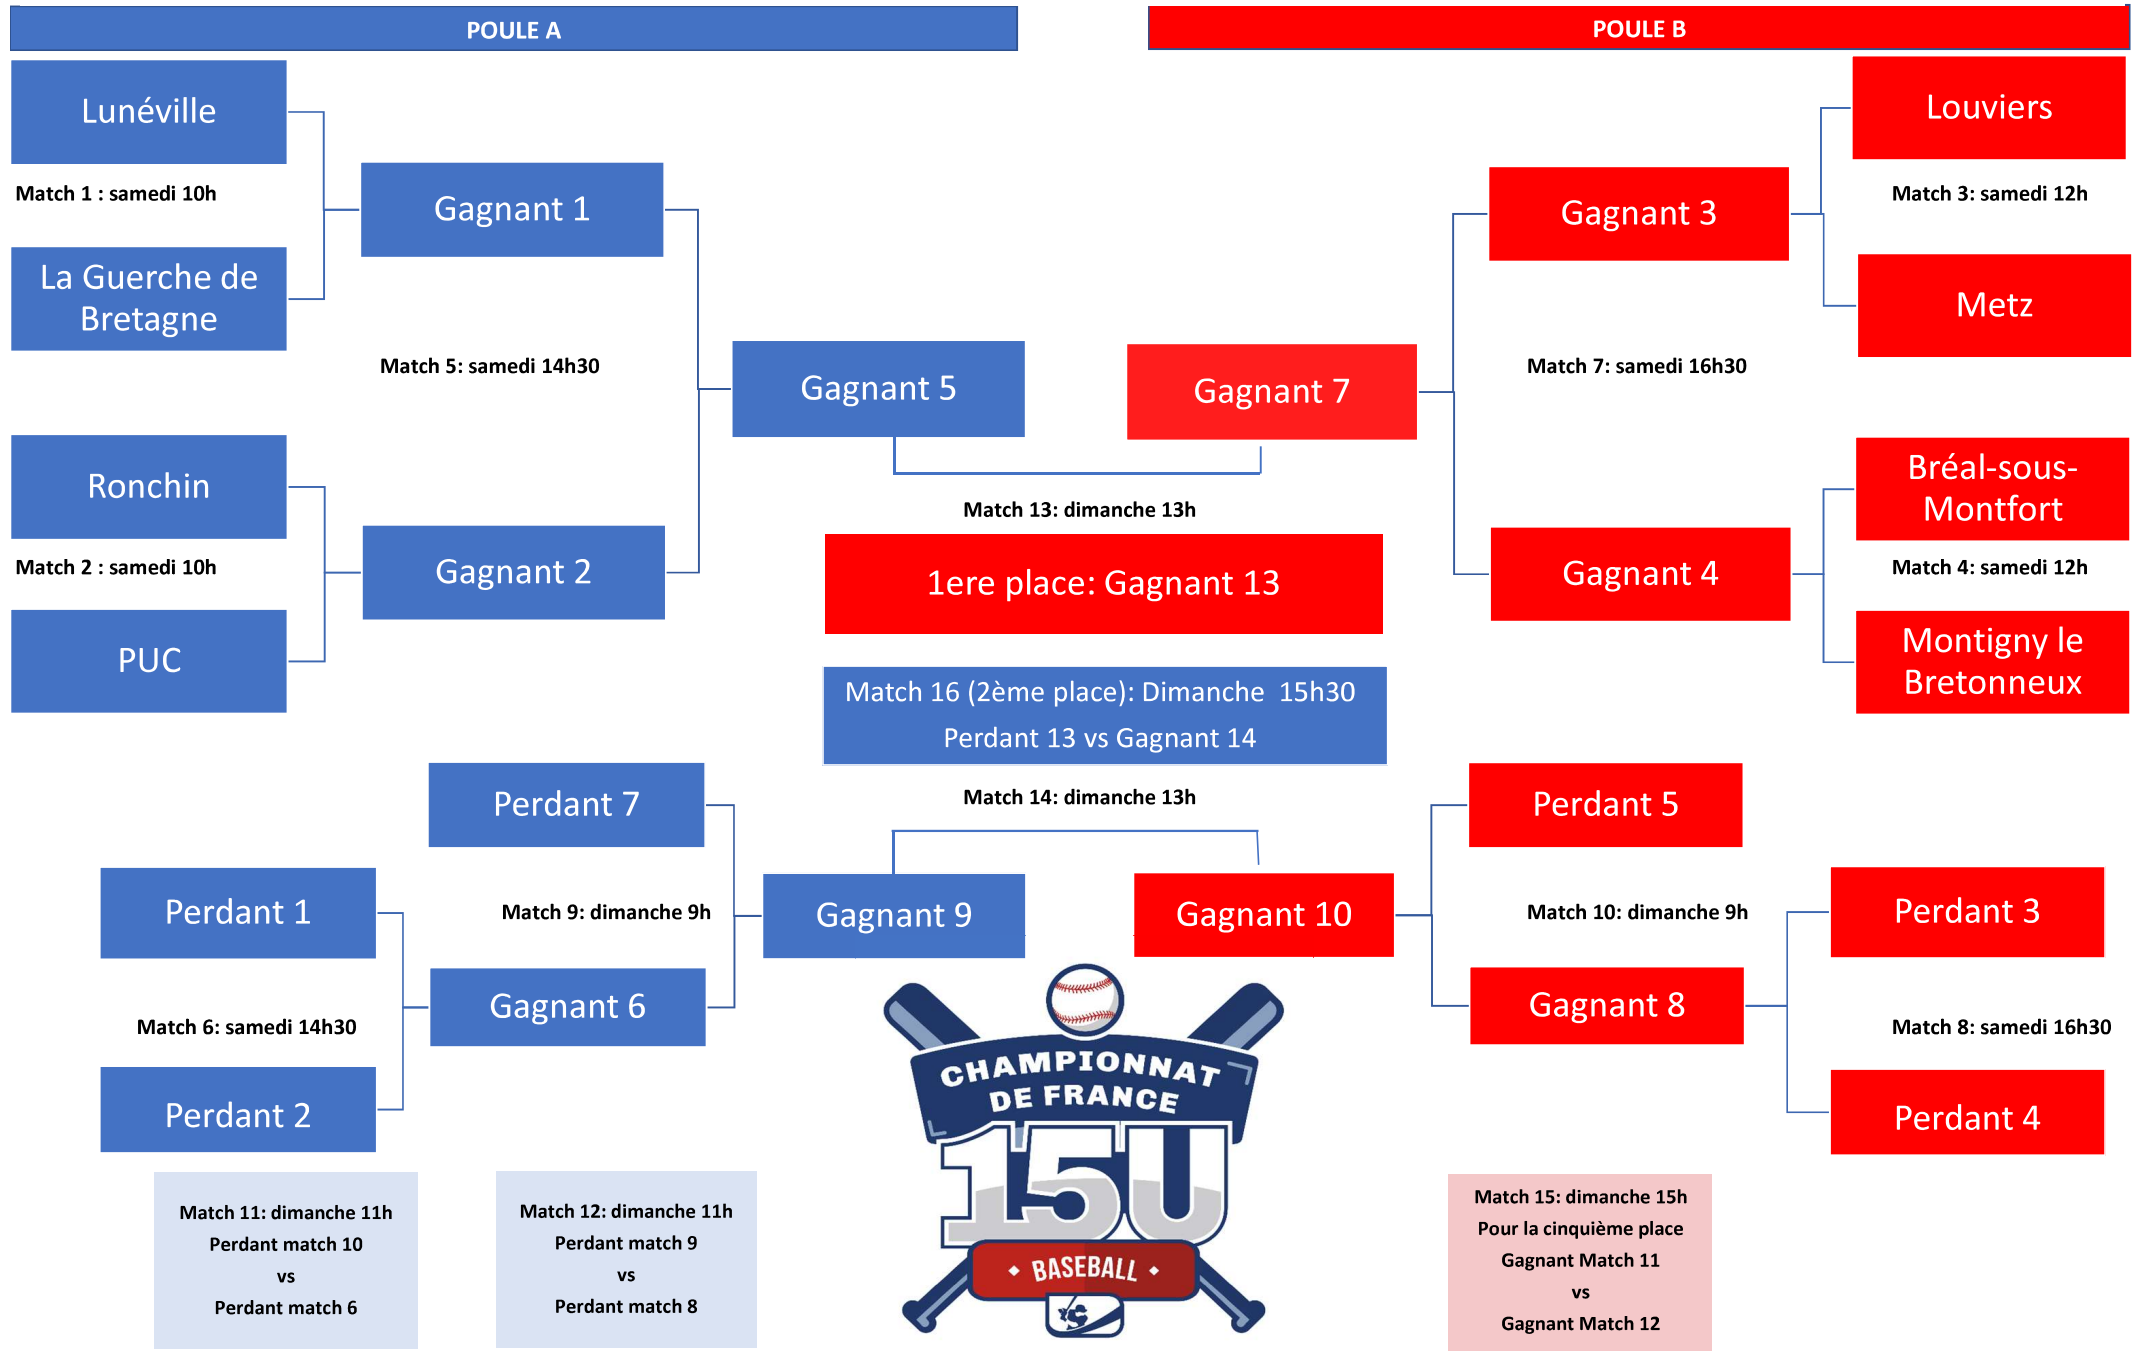 POULE A
POULE B
Lunéville
Match 1 : samedi 10h
La Guerche de
Bretagne
Gagnant 1
Match 5: samedi 14h30
Ronchin
Match 2 : samedi 10h
PUC
Gagnant 2
Gagnant 5
Gagnant 7
Match 13: dimanche 13h
1ere place: Gagnant 13
Match 16 (2ème place): Dimanche  15h30
Perdant 13 vs Gagnant 14
Match 14: dimanche 13h
Louviers
Match 3: samedi 12h
Metz
Gagnant 3
Match 7: samedi 16h30
Bréal-sous-
Montfort
Match 4: samedi 12h
Montigny le
Bretonneux
Gagnant 4
Perdant 7
Match 9: dimanche 9h
Perdant 1
Match 6: samedi 14h30
Perdant 2
Gagnant 6
Gagnant 9
Gagnant 10
Perdant 5
Match 10: dimanche 9h
Gagnant 8
Perdant 3
Match 8: samedi 16h30
Perdant 4
Match 11: dimanche 11h
Perdant match 10
vs
Perdant match 6
Match 12: dimanche 11h
Perdant match 9
vs
Perdant match 8
CHAMPIONNAT
DE FRANCE
15U
BASEBALL
Match 15: dimanche 15h
Pour la cinquième place
Gagnant Match 11
vs
Gagnant Match 12